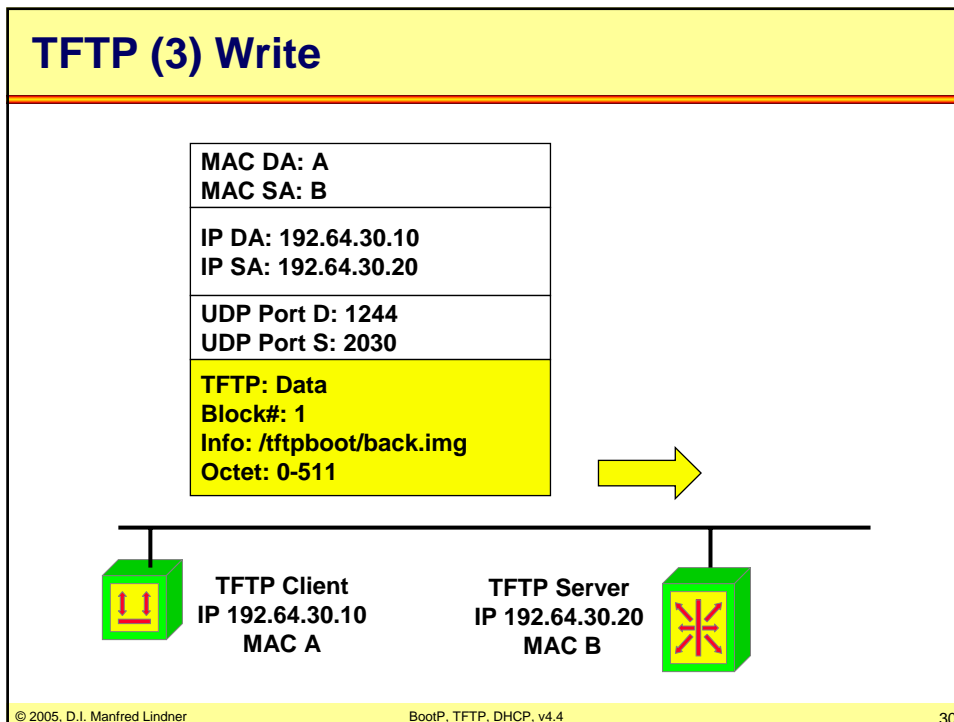 TFTP (3) Write
MAC DA: A
MAC SA: B
IP DA: 192.64.30.10
IP SA: 192.64.30.20
UDP Port D: 1244
UDP Port S: 2030
TFTP: Data
Block#: 1
Info: /tftpboot/back.img
Octet: 0-511
TFTP Client
IP 192.64.30.10
MAC A
TFTP Server
IP 192.64.30.20
MAC B
© 2005, D.I. Manfred Lindner
BootP, TFTP, DHCP, v4.4
30